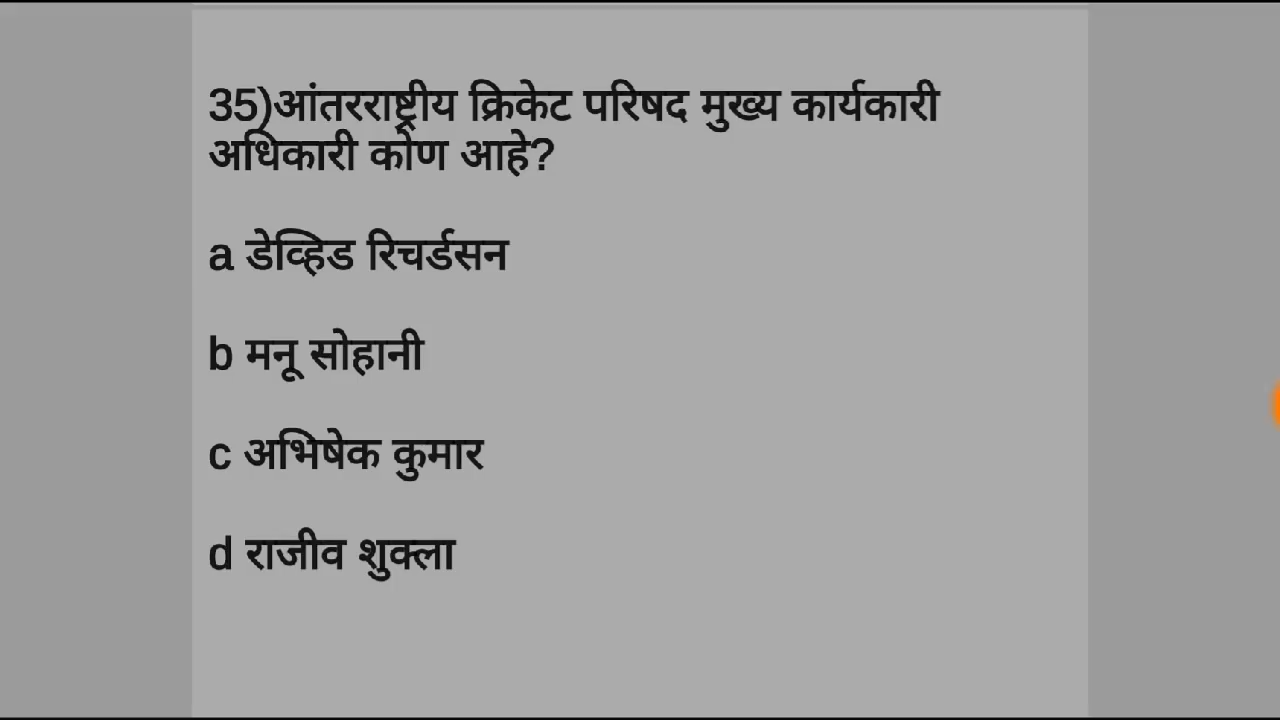 35)आंतरराष्ट्रीय क्रिकेट परिषद मुख्य कार्यकारी
अधिकारी कोण आहे?
a डेव्हिड रिचर्डसन
b मनू सोहानी
c अभिषेक कुमार
d राजीव शुक्ला